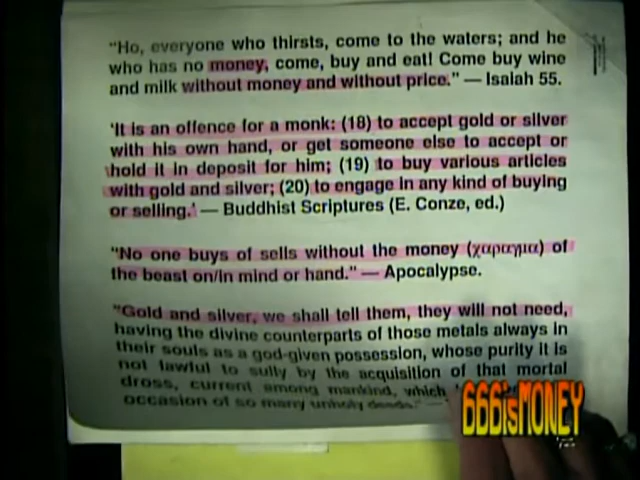 "Ho, everyone who thirsts, come to the waters; and he
who has no money, come, buy and eat! Come buy wine
and milk without money and without price." — Isaiah 55.
'It is an offence for a monk: (18) to accept gold or silver
with his own hand, or get someone else to accept or
hold it in deposit for him; (19) to buy various articles
with gold and silver; (20) to engage in any kind of buying
or selling.' — Buddhist Scriptures (E. Conze, ed.)
"No one buys of sells without the money (χαραγμα) of
the beast on/in mind or hand." — Apocalypse.
"Gold and silver, we shall tell them, they will not need,
having the divine counterparts of those metals always in
their souls as a god-given possession, whose purity it is
not lawful to sully by the acquisition of that mortal
dross, current among mankind, which
occasion of so many unholy deeds." —
666isMONEY